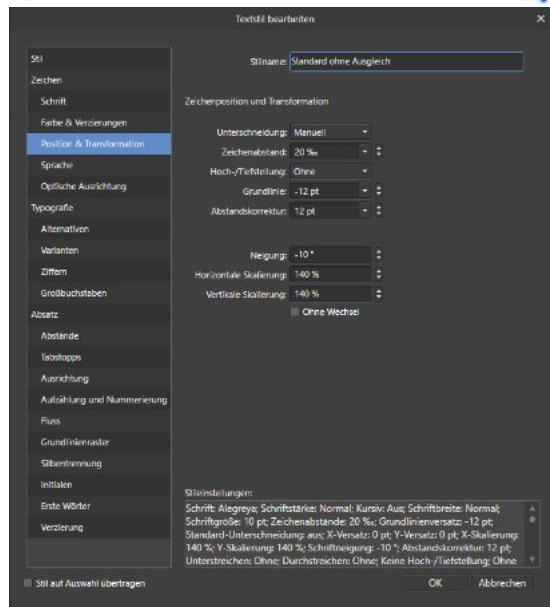 Textstil bearbeiten
Stil
Zeichen
Schrift
Farbe & Verzierungen
Position & Transformation
Sprache
Optische Ausrichtung
Typografie
Alternativen
Varianten
Ziffern
Großbuchstaben
Absatz
Abstände
Tabstopps
Ausrichtung
Aufzählung und Nummerierung
Fluss
Grundlinienraster
Silbentrennung
Initialen
Erste Wörter
Verzierung
Stilname: Standard ohne Ausgleich
Zeichenposition und Transformation
Unterschneidung: Manuell
Zeichenabstand: 20 ‰
Hoch-/Tiefstellung: Ohne
Grundlinie: -12 pt
Abstandskorrektur: 12 pt
Neigung: -10 °
Horizontale Skalierung: 140 %
Vertikale Skalierung: 140 %
Ohne Wechsel
Stileinstellungen:
Schrift: Alegreya; Schriftstärke: Normal; Kursiv: Aus; Schriftbreite: Normal;
Schriftgröße: 10 pt; Zeichenabstände: 20 ‰; Grundlinienversatz: -12 pt;
Standard-Unterschneidung: aus; X-Versatz: 0 pt; Y-Versatz: 0 pt; X-Skalierung:
140 %; Y-Skalierung: 140 %; Schriftneigung: -10 °; Abstandskorrektur: 12 pt;
Unterstreichen: Ohne; Durchstreichen: Ohne; Keine Hoch-/Tiefstellung; Ohne
Stil auf Auswahl übertragen
OK
Abbrechen